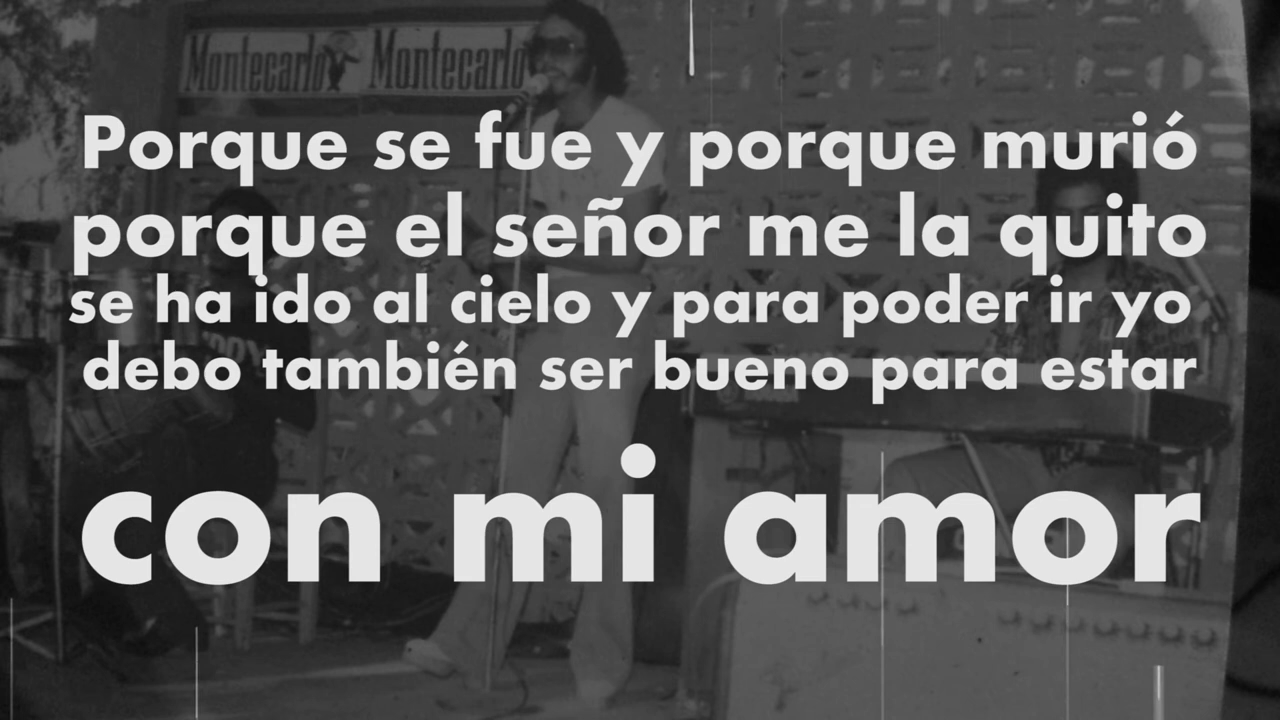 Montecarlo Montecarlo
Porque se fue y porque murió
porque el señor me la quito
se ha ido al cielo y para poder ir yo
debo también ser bueno para estar
con mi amor